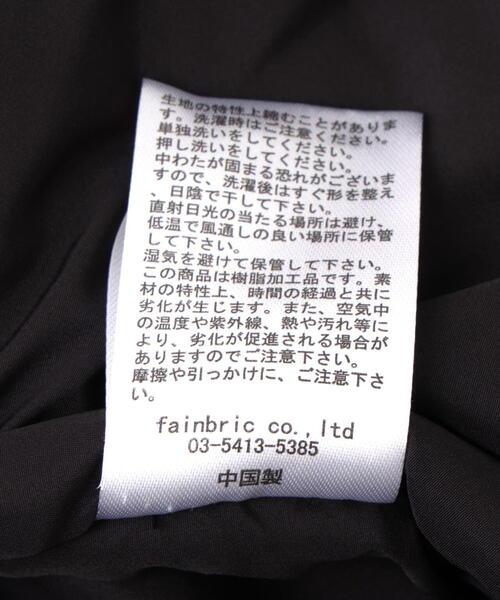 生地の特性上縮むことがありま
す。洗濯時はご注意ください。
単独洗いをしてください。
押し洗いをしてください。
中わたが固まる恐れがございま
すので、洗濯後はすぐ形を整え
、日陰で干して下さい。
直射日光の当たる場所は避け、
低温で風通しの良い場所に保管
して下さい。
湿気を避けて保管して下さい。
この商品は樹脂加工品です。素
材の特性上、時間の経過と共に
劣化が生じます。また、空気中
の温度や紫外線、熱や汚れ等に
より、劣化が促進される場合が
ありますのでご注意下さい。
摩擦や引っかけに、ご注意下さ
い。
fainbric co.,ltd
03-5413-5385
中国製